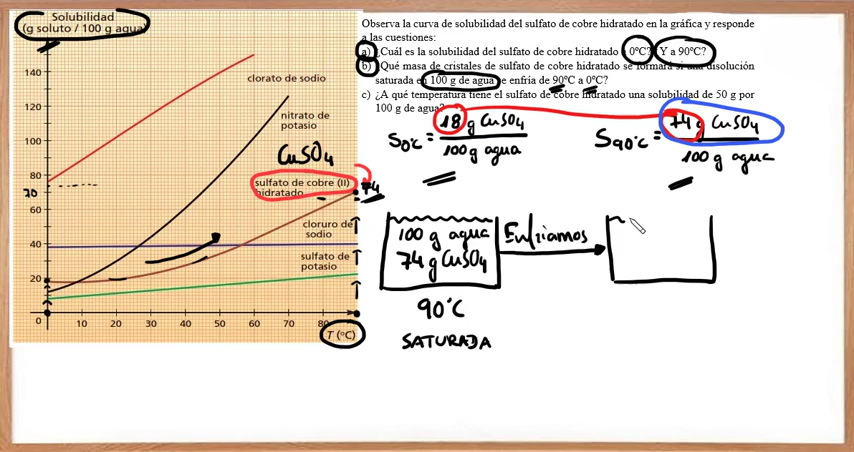 Solubilidad
(g soluto / 100 g agua)
140
120
100
80
70
60
40
20
0
10
20
30
40
50
60
70
T (ºC)
clorato de sodio
nitrato de
potasio
CuSO4
sulfato de cobre (II)
hidratado
74
cloruro de
sodio
sulfato de
potasio
Observa la curva de solubilidad del sulfato de cobre hidratado en la gráfica y responde
a las cuestiones:
a) ¿Cuál es la solubilidad del sulfato de cobre hidratado a 0ºC? ¿Y a 90ºC?
b) ¿Qué masa de cristales de sulfato de cobre hidratado se formará si una disolución
saturada en 100 g de agua se enfría de 90ºC a 0ºC?
c) ¿A qué temperatura tiene el sulfato de cobre hidratado una solubilidad de 50 g por
100 g de agua?
S0ºC = 18 g CuSO4 / 100 g agua
S90ºC = 74 g CuSO4 / 100 g agua
100 g agua
74 g CuSO4
Enfriamos
90ºC
SATURADA